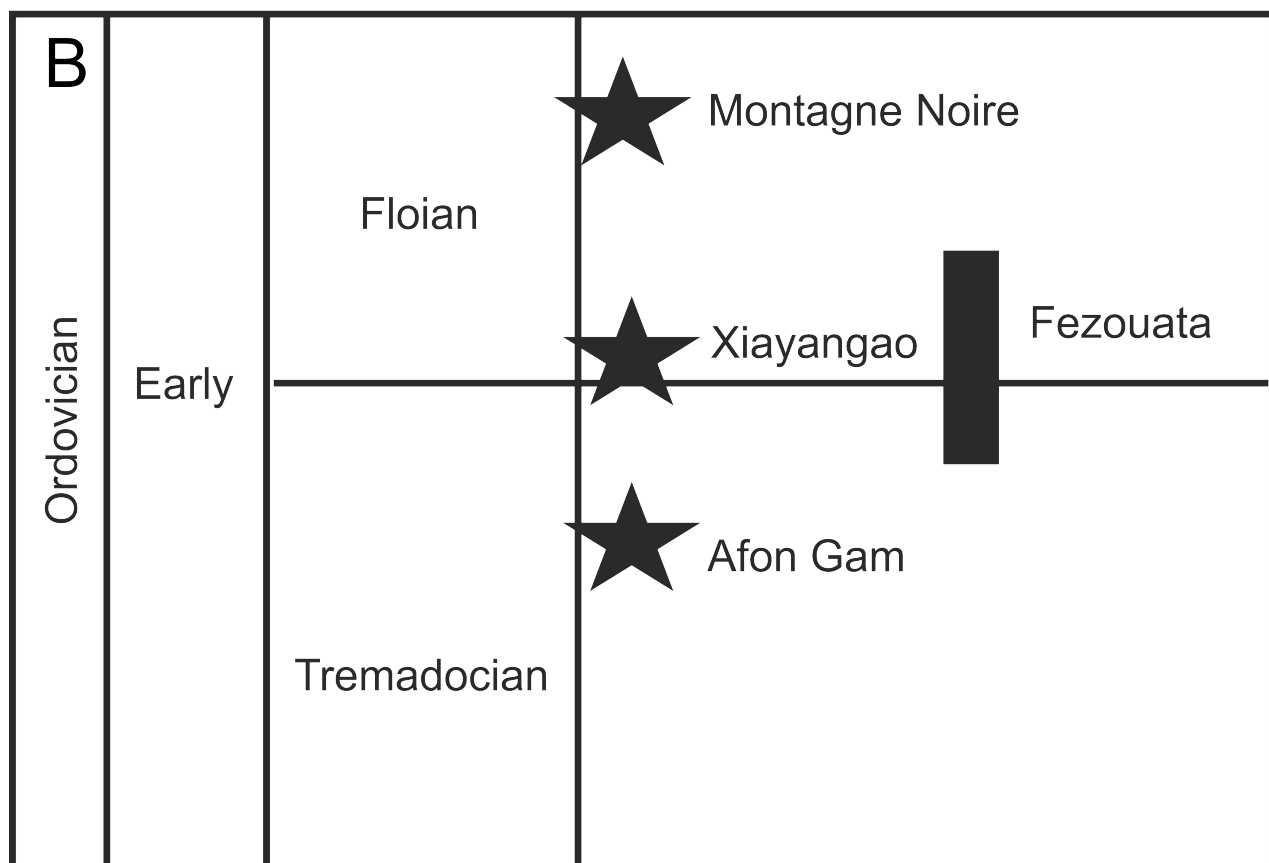 B
Montagne Noire
Floian
Fezouata
Xiayangao
Ordovician
Early
Afon Gam
Tremadocian